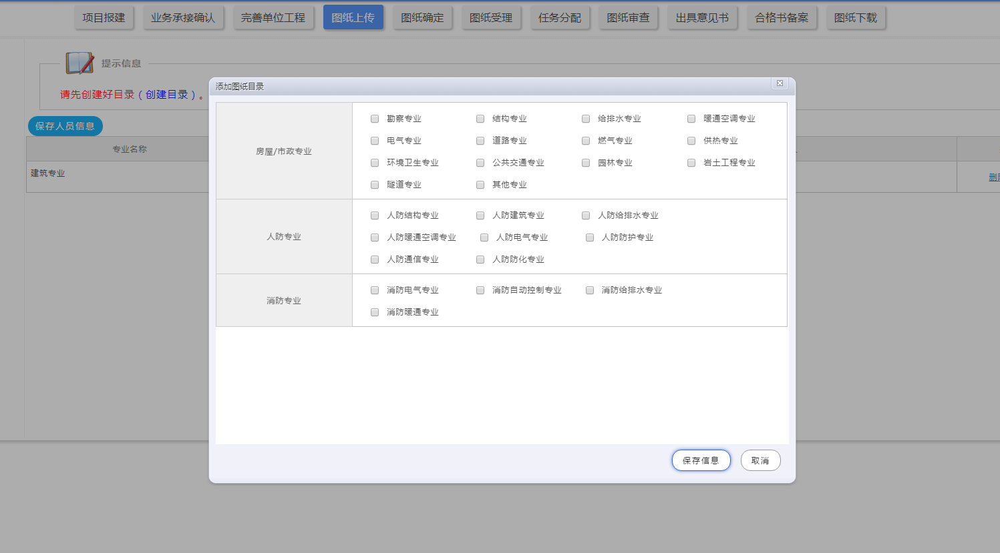 项目报建 业务承接确认 完善单位工程 图纸上传 图纸确定 图纸受理 任务分配 图纸审查 出具意见书 合格书备案 图纸下载
提示信息
请先创建好目录（创建目录）。
保存人员信息
专业名称
建筑专业
添加图纸目录
房屋/市政专业
勘察专业 结构专业 给排水专业 暖通空调专业
电气专业 道路专业 燃气专业 供热专业
环境卫生专业 公共交通专业 园林专业 岩土工程专业
隧道专业 其他专业
人防专业
人防结构专业 人防建筑专业 人防给排水专业
人防暖通空调专业 人防电气专业 人防防护专业
人防通信专业 人防防化专业
消防专业
消防电气专业 消防自动控制专业 消防给排水专业
消防暖通专业
保存信息 取消